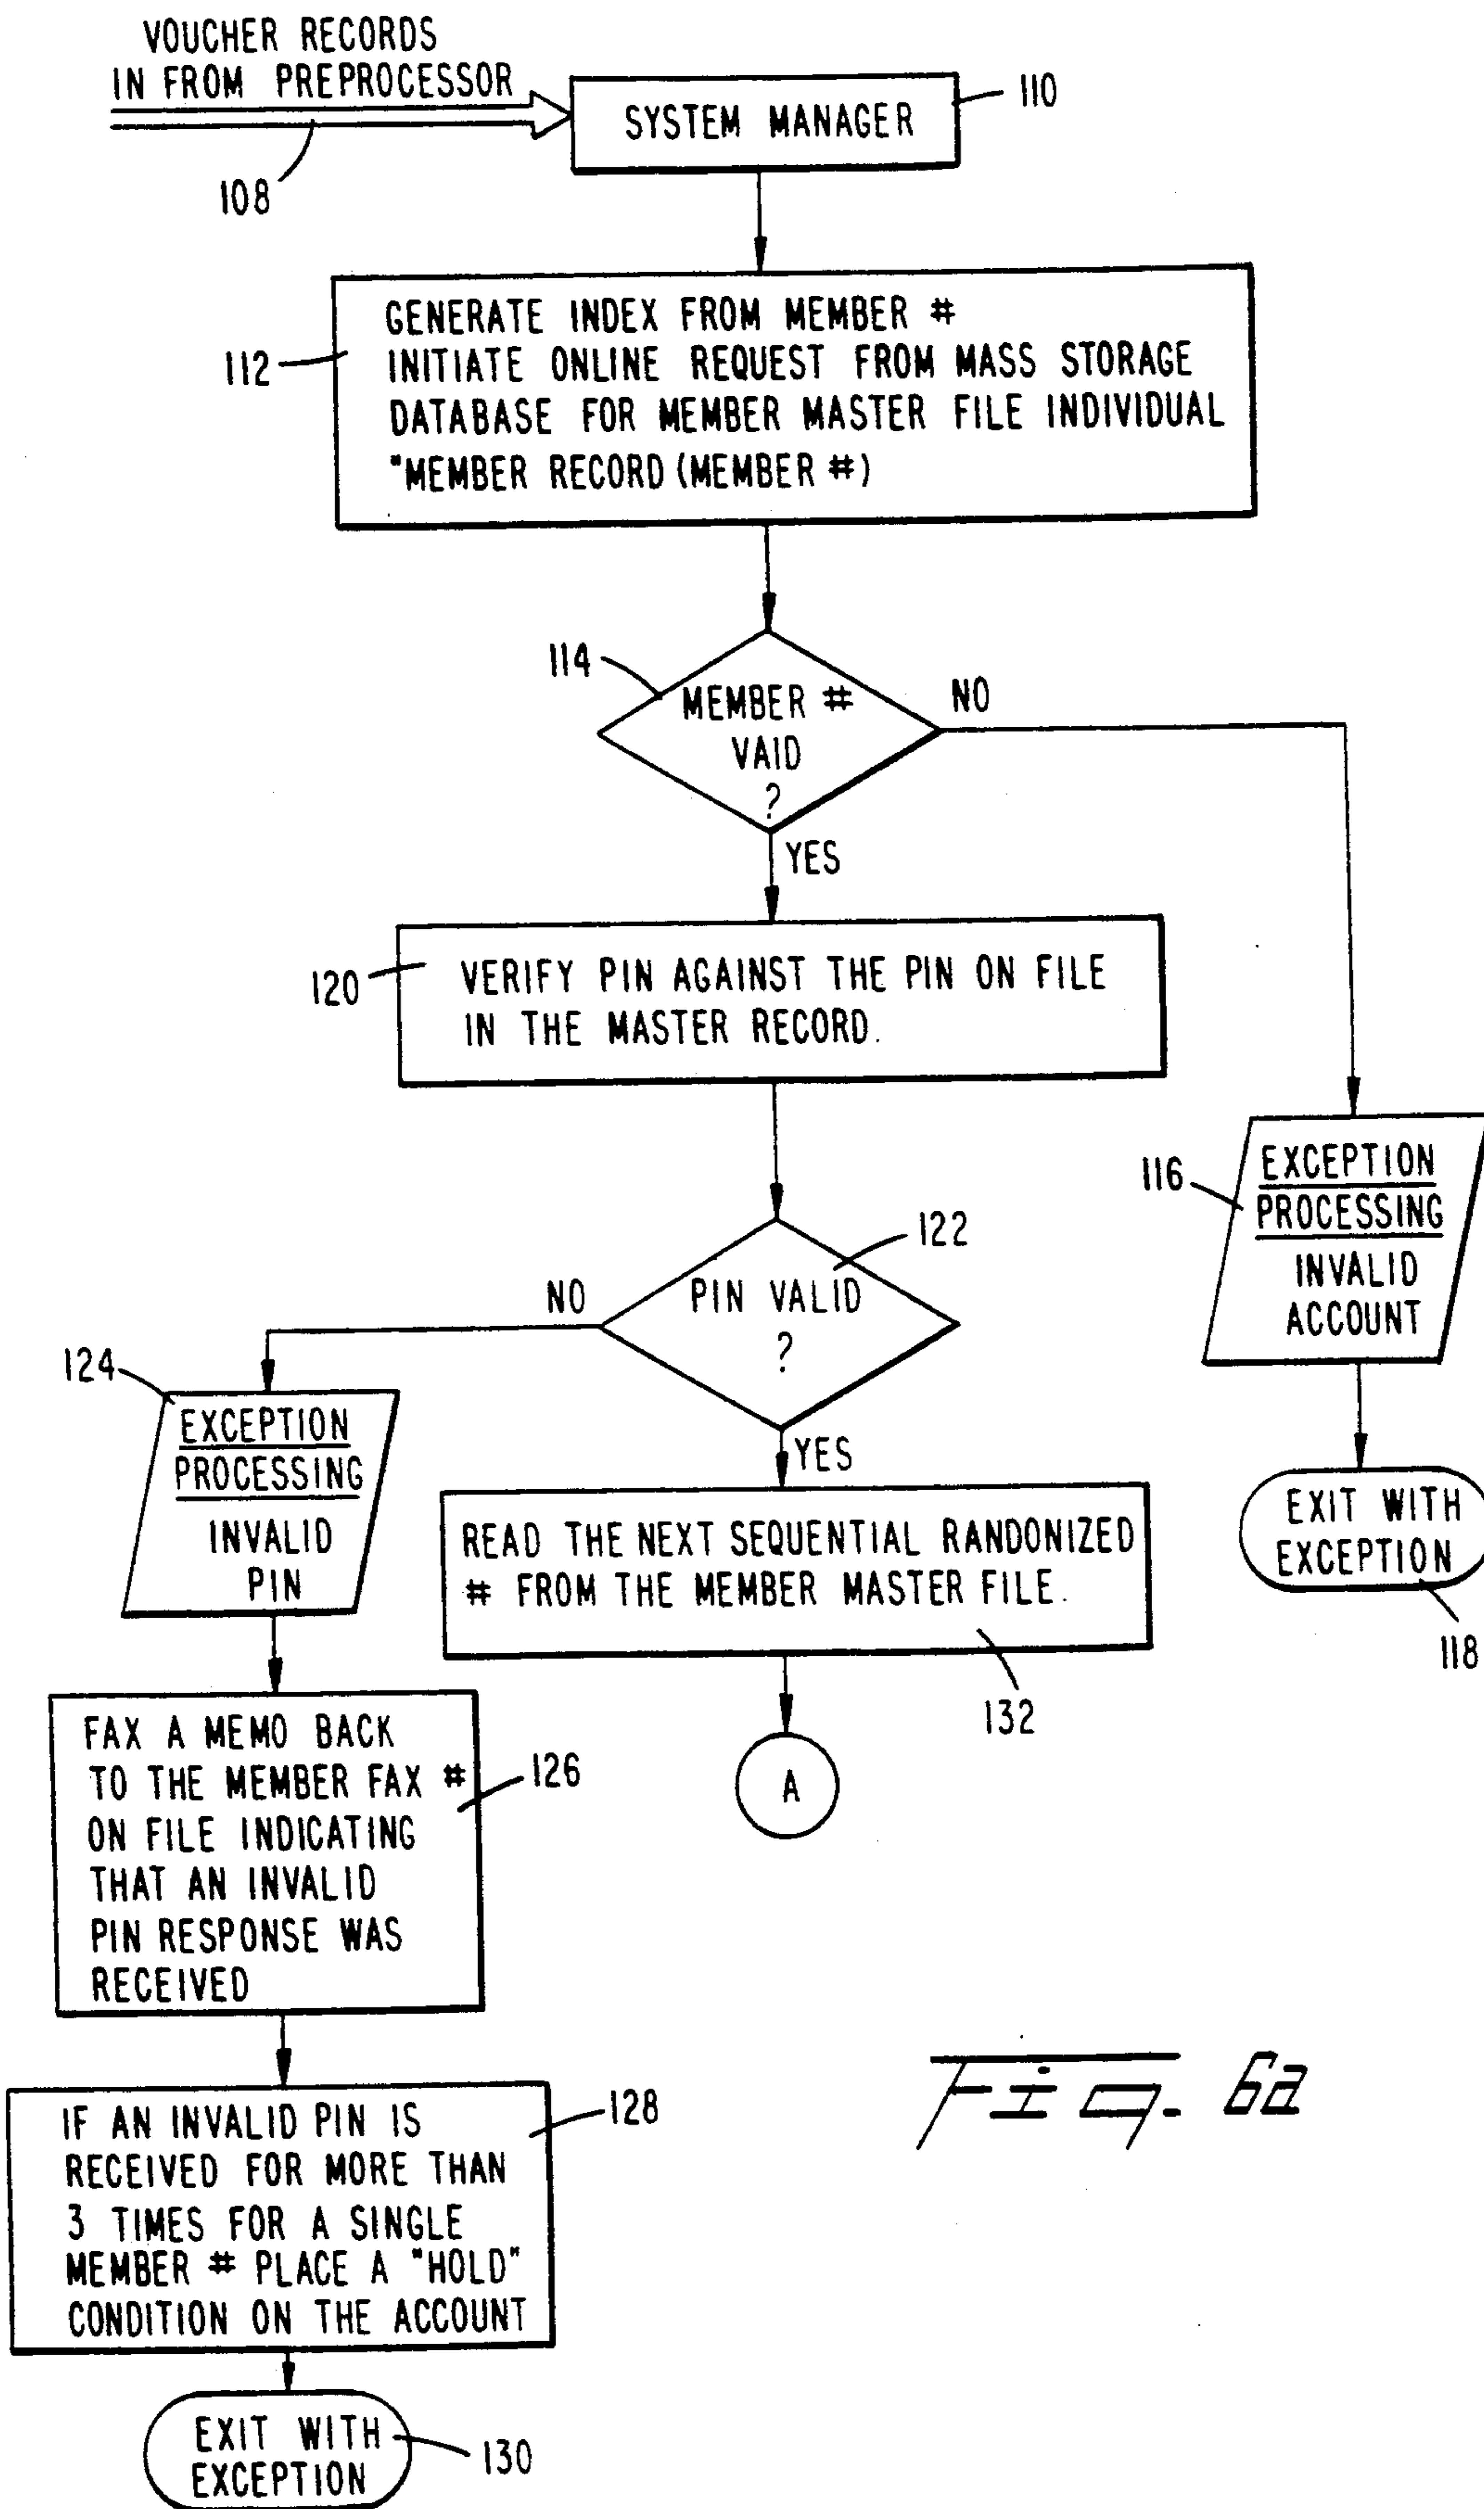 VOUCHER RECORDS
IN FROM PREPROCESSOR
108
SYSTEM MANAGER
110
112
GENERATE INDEX FROM MEMBER #
INITIATE ONLINE REQUEST FROM MASS STORAGE
DATABASE FOR MEMBER MASTER FILE INDIVIDUAL
"MEMBER RECORD (MEMBER #)
114
MEMBER #
VAID
?
NO
YES
120
VERIFY PIN AGAINST THE PIN ON FILE
IN THE MASTER RECORD.
116
EXCEPTION
PROCESSING
INVALID
ACCOUNT
EXIT WITH
EXCEPTION
118
122
PIN VALID
?
NO
YES
124
EXCEPTION
PROCESSING
INVALID
PIN
READ THE NEXT SEQUENTIAL RANDONIZED
# FROM THE MEMBER MASTER FILE.
132
A
FAX A MEMO BACK
TO THE MEMBER FAX #
ON FILE INDICATING
THAT AN INVALID
PIN RESPONSE WAS
RECEIVED
126
IF AN INVALID PIN IS
RECEIVED FOR MORE THAN
3 TIMES FOR A SINGLE
MEMBER # PLACE A "HOLD"
CONDITION ON THE ACCOUNT
128
EXIT WITH
EXCEPTION
130
Fig. 6a